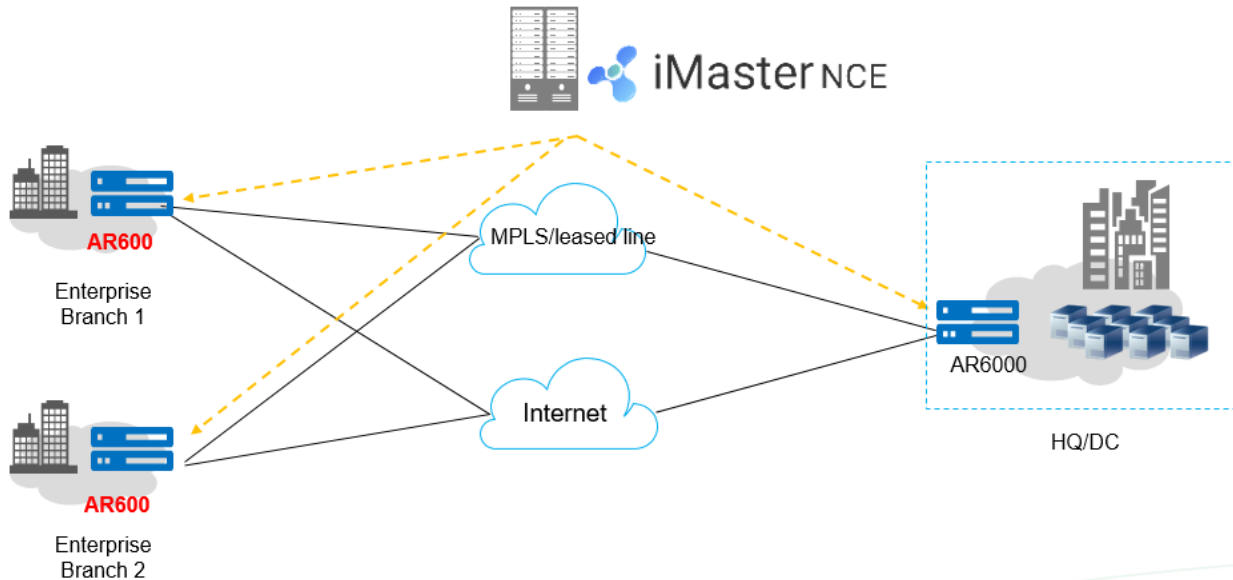 iMaster NCE
MPLS/leased line
AR600
Enterprise
Branch 1
AR6000
Internet
HQ/DC
AR600
Enterprise
Branch 2